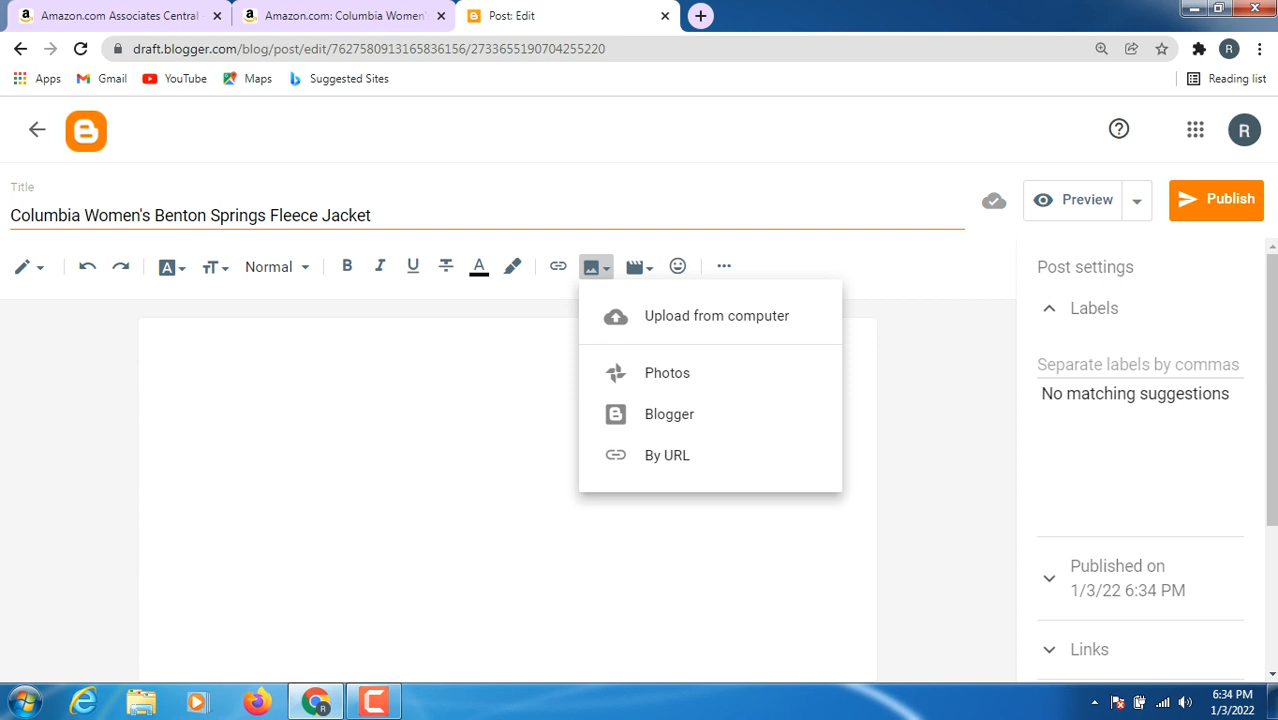 Amazon.com Associates Central -
Amazon.com: Columbia Women's
Post: Edit
draft.blogger.com/blog/post/edit/7627580913165836156/2733655190704255220
R
Apps
Gmail
YouTube
Maps
Suggested Sites
Reading list
R
Title
Columbia Women's Benton Springs Fleece Jacket
Preview
Publish
A
TT
Normal
B
I
U
A
Upload from computer
Photos
Blogger
By URL
Post settings
Labels
Separate labels by commas
No matching suggestions
Published on
1/3/22 6:34 PM
Links
6:34 PM
1/3/2022